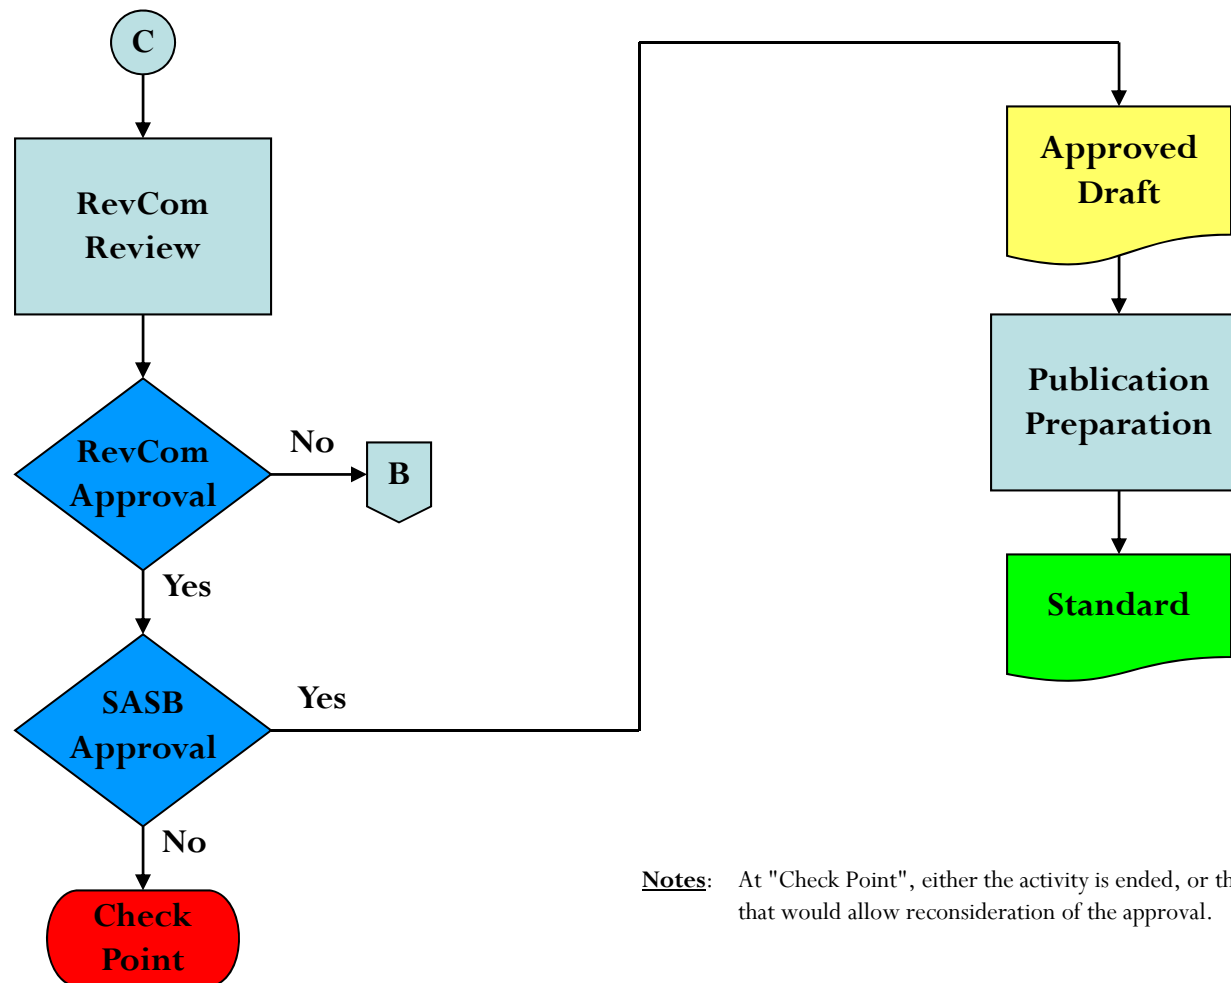 C
RevCom
Review
RevCom
Approval
No
B
Yes
SASB
Approval
Yes
No
Check
Point
Approved
Draft
Publication
Preparation
Standard
Notes: At "Check Point", either the activity is ended, or
that would allow reconsideration of the approval.